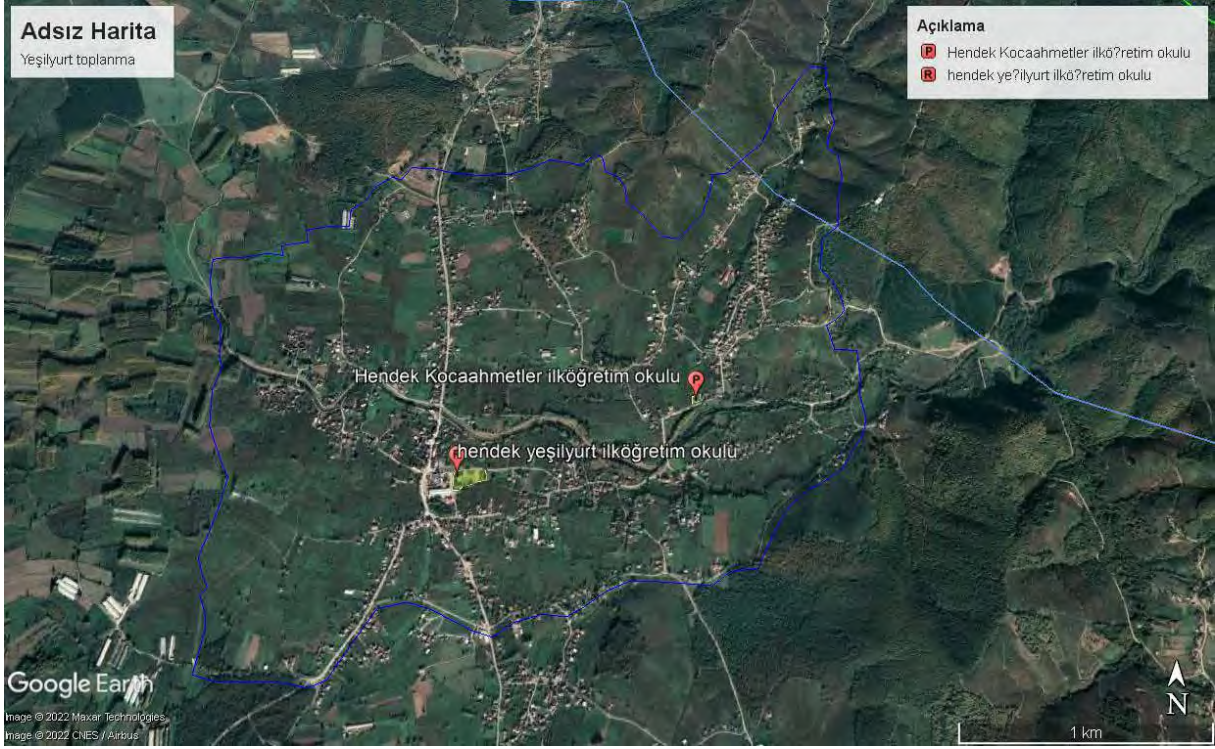 Adsız Harita
Yeşilyurt toplanma
Açıklama
P Hendek Kocaahmetler ilkö?retim okulu
R hendek ye?ilyurt ilkö?retim okulu
Hendek Kocaahmetler ilköğretim okulu
P
hendek yeşilyurt ilköğretim okulu
Google Earth
Image © 2022 Maxar Technologies
Image © 2022 CNES / Airbus
N
1 km